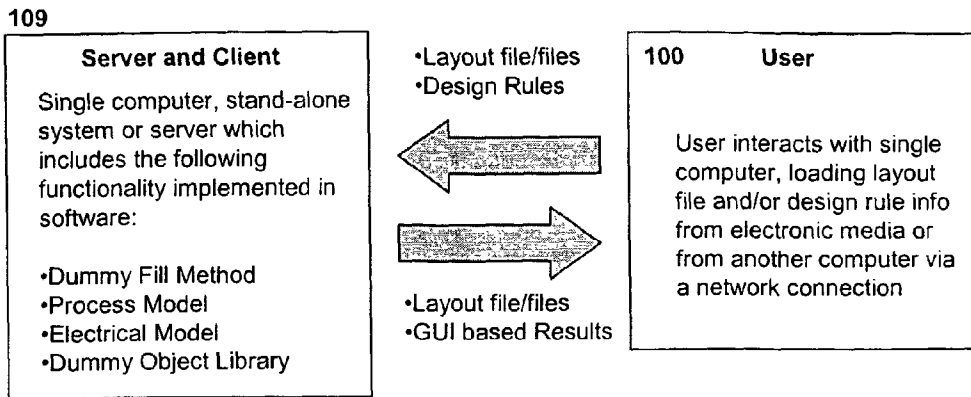 109
Server and Client
Single computer, stand-alone
system or server which
includes the following
functionality implemented in
software:
•Dummy Fill Method
•Process Model
•Electrical Model
•Dummy Object Library
•Layout file/files
•Design Rules
•Layout file/files
•GUI based Results
100 User
User interacts with single
computer, loading layout
file and/or design rule info
from electronic media or
from another computer via
a network connection